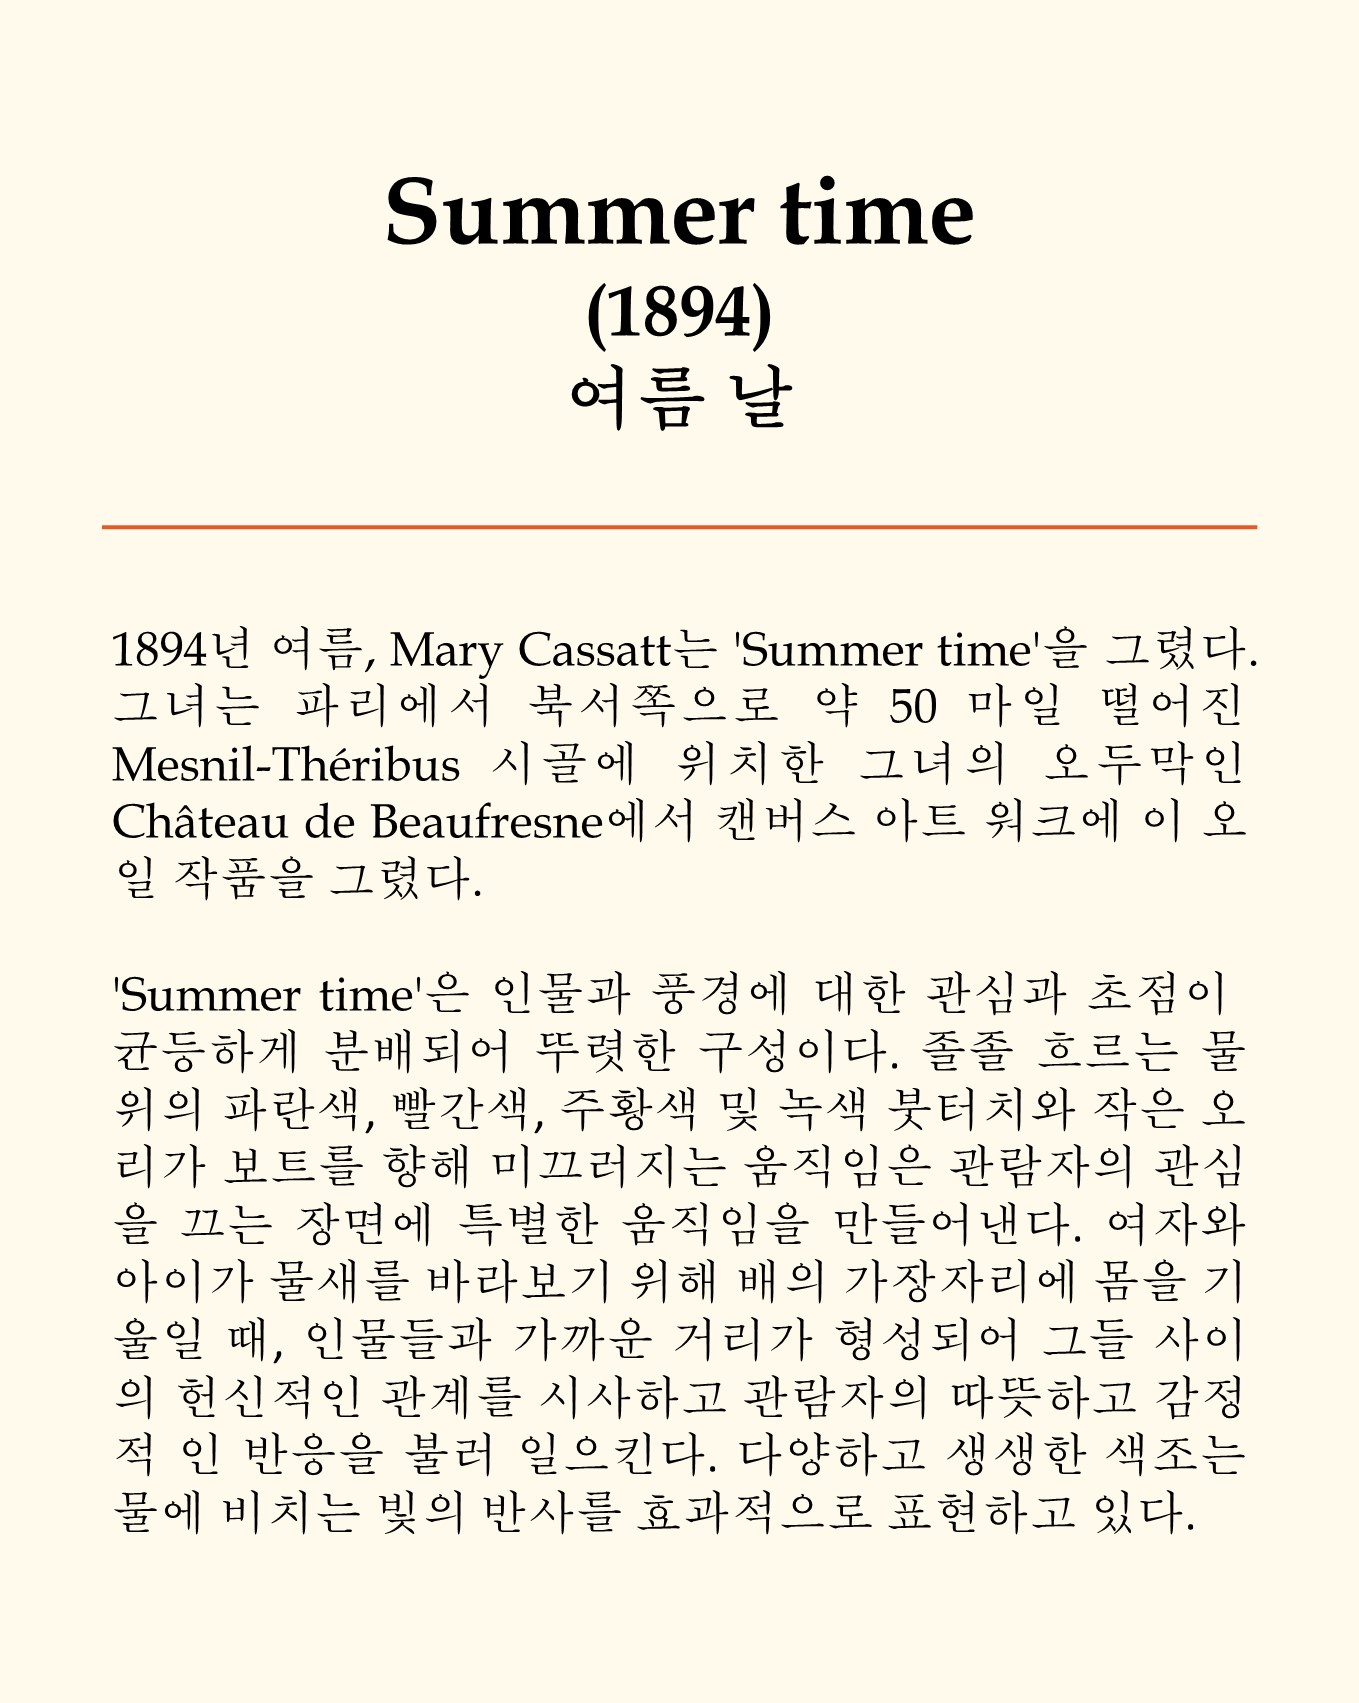 Summer time
(1894)
여름 날
1894년 여름, Mary Cassatt는 'Summer time'을 그렸다.
그녀는 파리에서 북서쪽으로 약 50 마일 떨어진
Mesnil-Théribus 시골에 위치한 그녀의 오두막인
Château de Beaufresne에서 캔버스 아트 워크에 이 오
일 작품을 그렸다.
'Summer time'은 인물과 풍경에 대한 관심과 초점이
균등하게 분배되어 뚜렷한 구성이다. 졸졸 흐르는 물
위의 파란색, 빨간색, 주황색 및 녹색 붓터치와 작은 오
리가 보트를 향해 미끄러지는 움직임은 관람자의 관심
을 끄는 장면에 특별한 움직임을 만들어낸다. 여자와
아이가 물새를 바라보기 위해 배의 가장자리에 몸을 기
울일 때, 인물들과 가까운 거리가 형성되어 그들 사이
의 헌신적인 관계를 시사하고 관람자의 따뜻하고 감정
적 인 반응을 불러 일으킨다. 다양하고 생생한 색조는
물에 비치는 빛의 반사를 효과적으로 표현하고 있다.